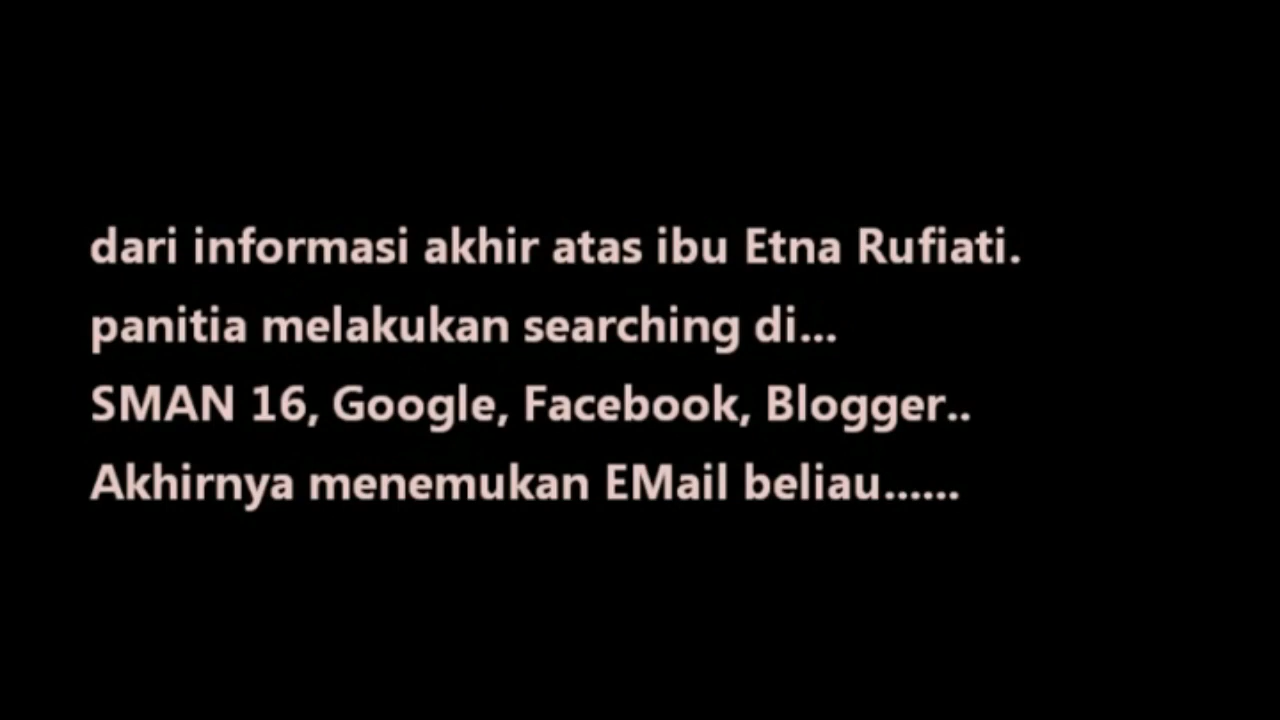 dari informasi akhir atas ibu Etna Rufiati.
panitia melakukan searching di...
SMAN 16, Google, Facebook, Blogger..
Akhirnya menemukan EMail beliau......